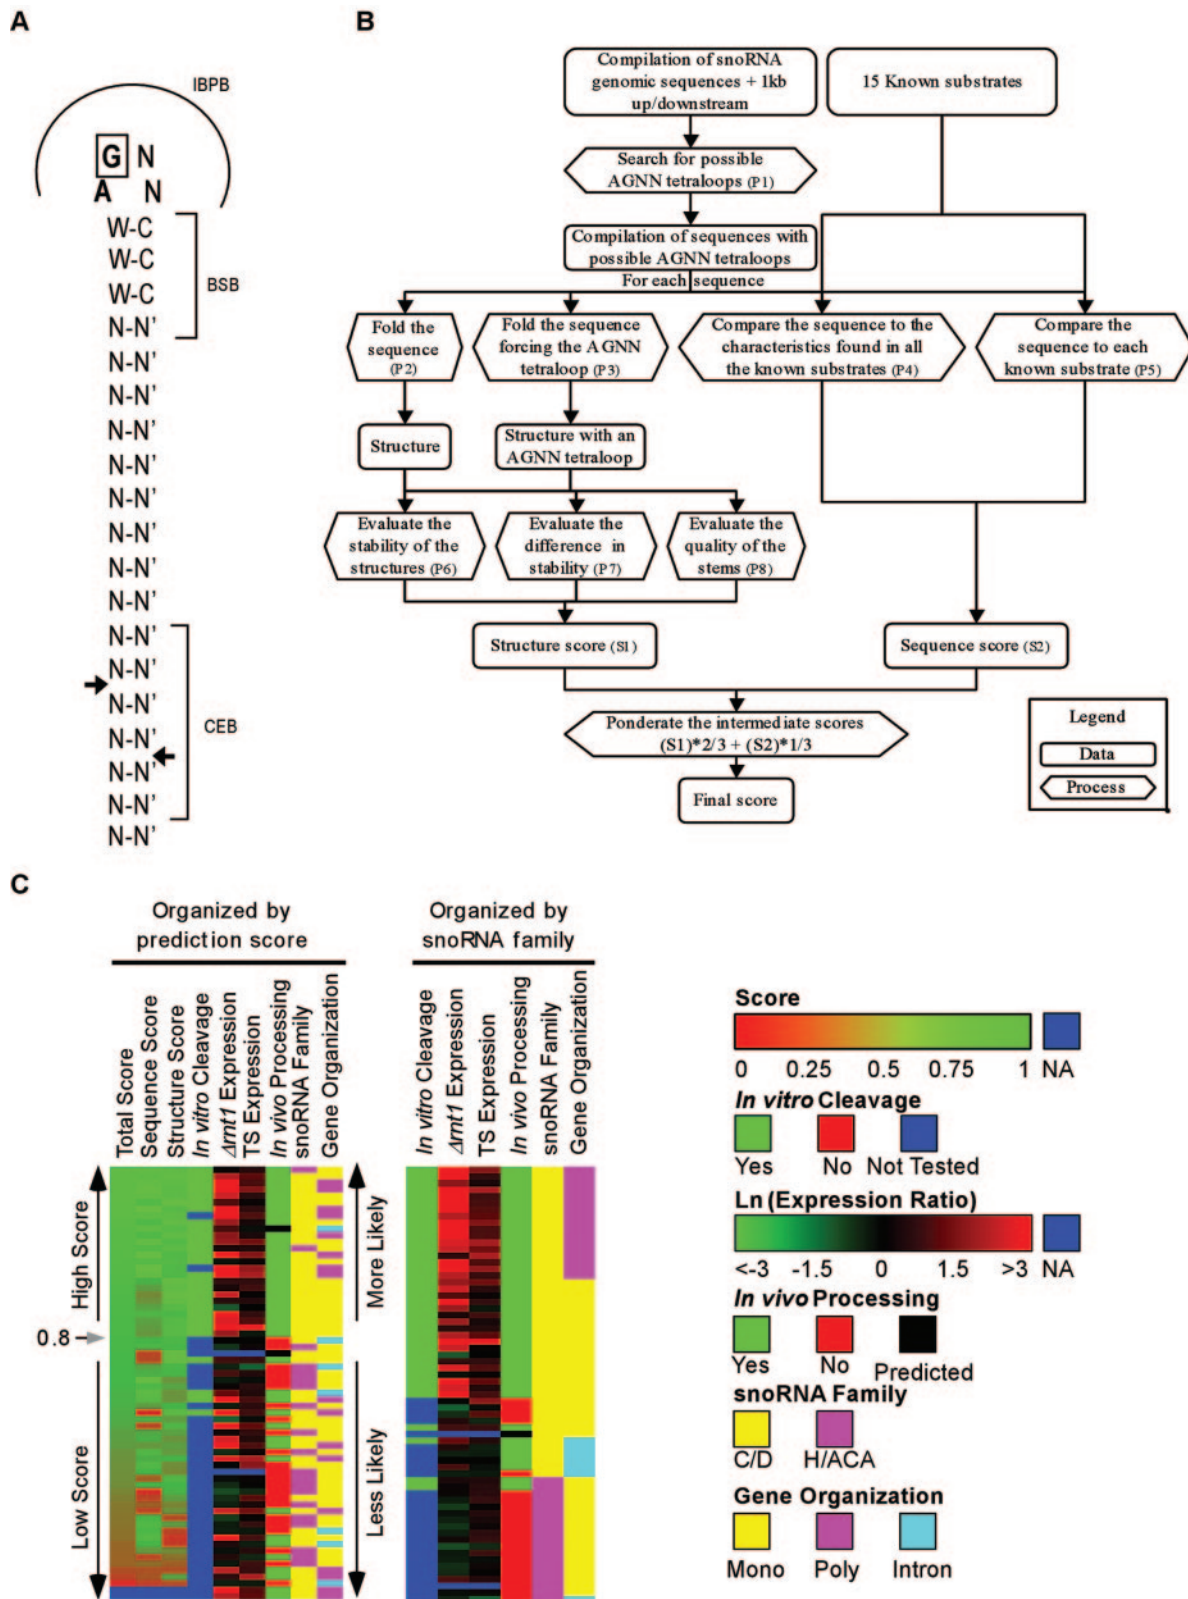 A
IBPB
G N
A N
W-C
W-C
W-C
N-N'
BSB
N-N'
N-N'
N-N'
N-N'
N-N'
N-N'
N-N'
N-N'
N-N'
N-N'
N-N'
N-N'
N-N'
N-N'
CEB
N-N'
B
Compilation of snoRNA
genomic sequences + 1kb
up/downstream
15 Known substrates
Search for possible
AGNN tetraloops (P1)
Compilation of sequences with
possible AGNN tetraloops
For each sequence
Fold the
sequence
(P2)
Fold the sequence
forcing the AGNN
tetraloop (P3)
Compare the sequence to the
characteristics found in all
the known substrates (P4)
Compare the
sequence to each
known substrate (P5)
Structure
Structure with an
AGNN tetraloop
Evaluate the
stability of the
structures (P6)
Evaluate the
difference in
stability (P7)
Evaluate the
quality of the
stems (P8)
Structure score (S1)
Sequence score (S2)
Ponderate the intermediate scores
(S1)*2/3 + (S2)*1/3
Final score
Legend
Data
Process
C
Organized by
prediction score
Organized by
snoRNA family
Total Score
Sequence Score
Structure Score
In vitro Cleavage
Δrnt1 Expression
TS Expression
In vivo Processing
snoRNA Family
Gene Organization
In vitro Cleavage
Δrnt1 Expression
TS Expression
In vivo Processing
snoRNA Family
Gene Organization
High Score
0.8
Low Score
More Likely
Less Likely
Score
0 0.25 0.5 0.75 1 NA
In vitro Cleavage
Yes No Not Tested
Ln (Expression Ratio)
<-3 -1.5 0 1.5 >3 NA
In vivo Processing
Yes No Predicted
snoRNA Family
C/D H/ACA
Gene Organization
Mono Poly Intron